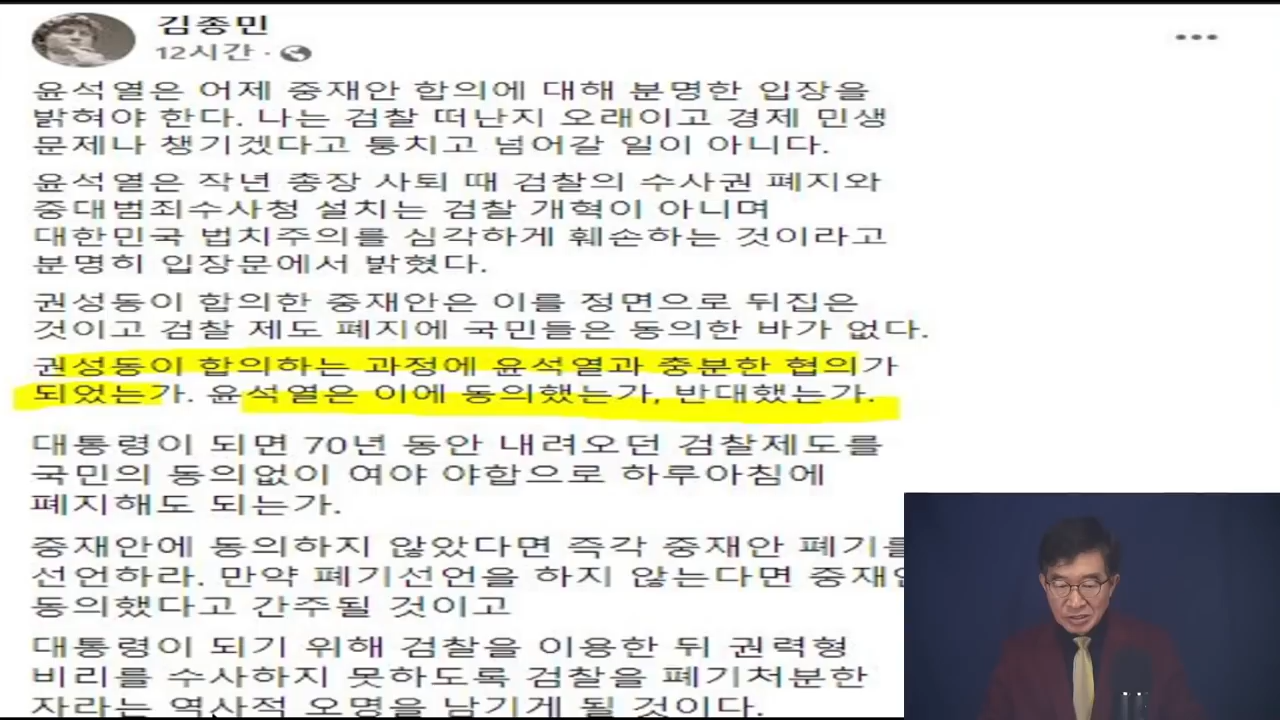 김종민
12시간 ·
윤석열은 어제 중재안 합의에 대해 분명한 입장을
밝혀야 한다. 나는 검찰 떠난지 오래이고 경제 민생
문제나 챙기겠다고 퉁치고 넘어갈 일이 아니다.
윤석열은 작년 총장 사퇴 때 검찰의 수사권 폐지와
중대범죄수사청 설치는 검찰 개혁이 아니며
대한민국 법치주의를 심각하게 훼손하는 것이라고
분명히 입장문에서 밝혔다.
권성동이 합의한 중재안은 이를 정면으로 뒤집은
것이고 검찰 제도 폐지에 국민들은 동의한 바가 없다.
권성동이 합의하는 과정에 윤석열과 충분한 협의가
되었는가. 윤석열은 이에 동의했는가, 반대했는가.
대통령이 되면 70년 동안 내려오던 검찰제도를
국민의 동의없이 여야 야합으로 하루아침에
폐지해도 되는가.
중재안에 동의하지 않았다면 즉각 중재안 폐기를
선언하라. 만약 폐기선언을 하지 않는다면 중재안
동의했다고 간주될 것이고
대통령이 되기 위해 검찰을 이용한 뒤 권력형
비리를 수사하지 못하도록 검찰을 폐기처분한
자라는 역사적 오명을 남기게 될 것이다.